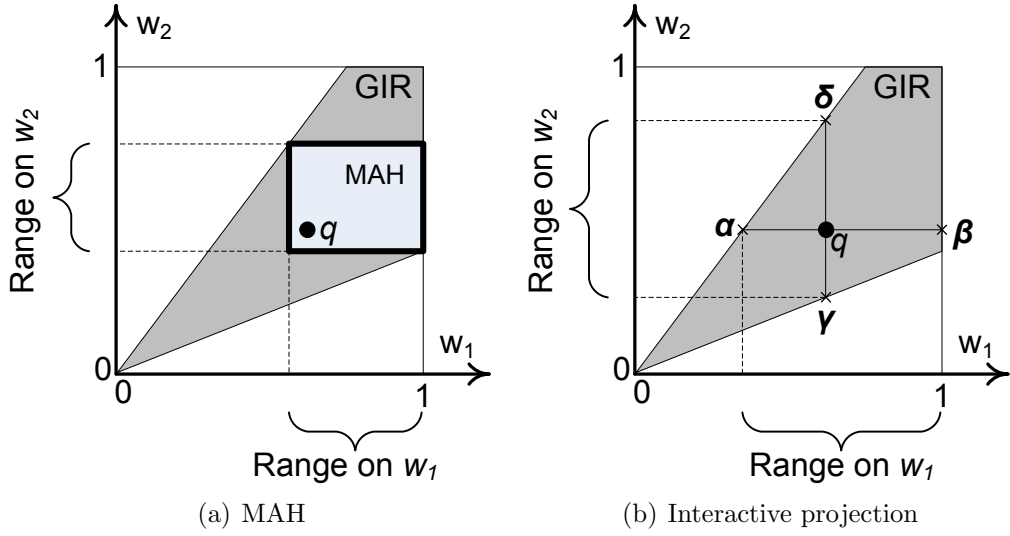 w2
1
GIR
Range on w2
MAH
q
w1
0
0
1
Range on w1
(a) MAH
w2
1
GIR
δ
Range on w2
α
q
β
γ
w1
0
0
1
Range on w1
(b) Interactive projection